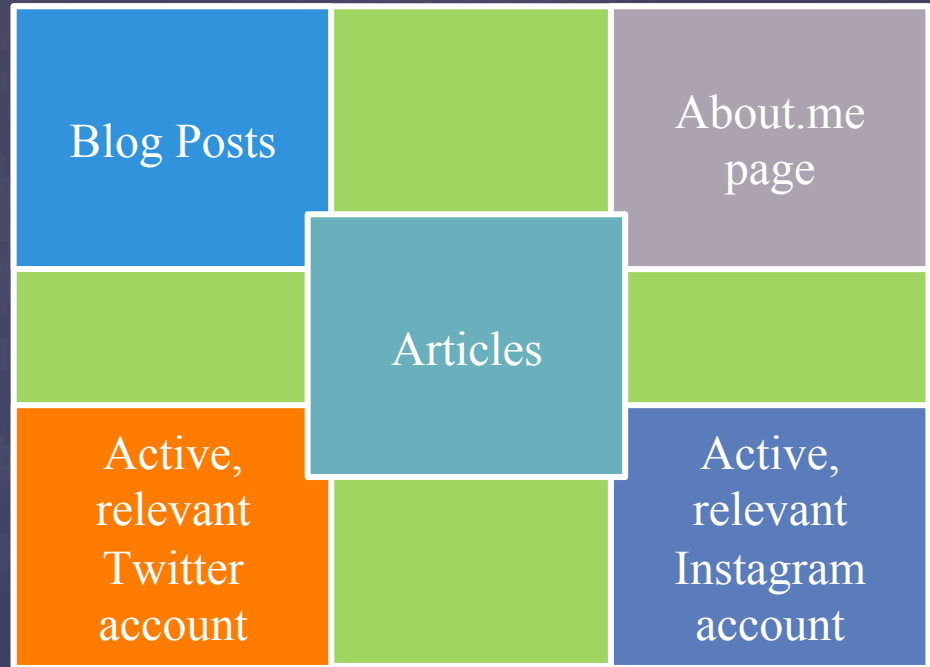 Blog Posts
About.me
page
Articles
Active,
relevant
Twitter
account
Active,
relevant
Instagram
account